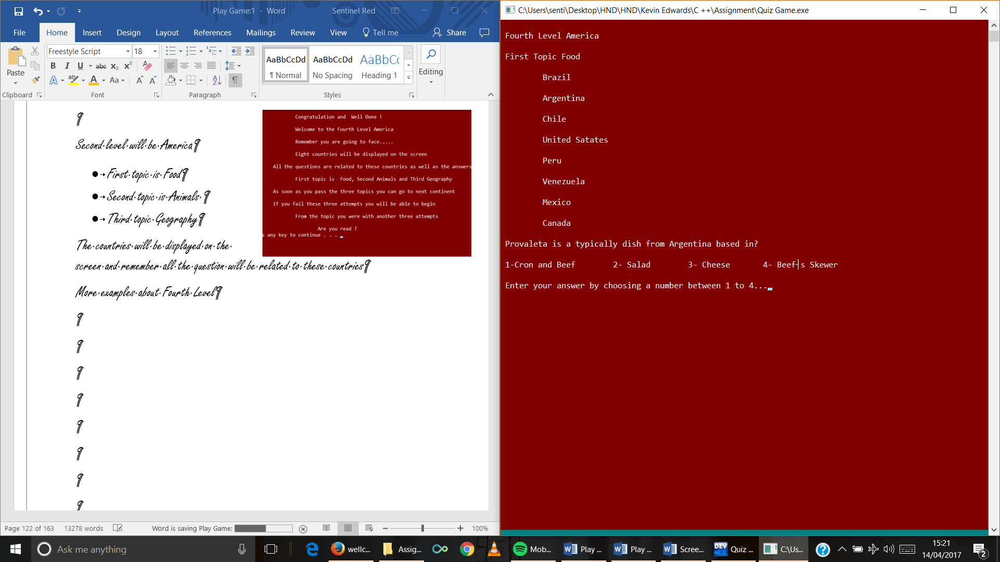 Play Game:1 - Word
Sentinel Red
File Home Insert Design Layout References Mailings Review View Tell me Share
Paste
Freestyle Script 18
B I U abc x₂ x²
A ab A Aa A A
AaBbCcDd AaBbCcDd AaBbCc
¶ Normal No Spacing Heading 1
Editing
Clipboard Font Paragraph Styles
¶
Second·level·will·be·America¶
●→First·topic·is·Food¶
●→Second·topic·is·Animals·¶
●→Third·topic·Geography¶
The·countries·will·be·displayed·on·the·
screen·and·remember·all·the·question·will·be·related·to·these·countries¶
More·examples·about·Fourth·Level¶
¶
¶
¶
¶
¶
¶
¶
¶
Congratulation and Well Done !
Welcome to the Fourth Level America
Remember you are going to face.....
Eight countries will be displayed on the screen
All the questions are related to these countries as well as the answers
First topic is Food, Second Animals and Third Geography
As soon as you pass the three topics you can go to next continent
If you fail these three attempts you will be able to begin
From the topic you were with another three attempts
Are you read ?
s any key to continue . . .
Page 122 of 163 13278 words Word is saving Play Game: 100%
C:\Users\senti\Desktop\HND\HND\Kevin Edwards\C ++\Assignment\Quiz Game.exe
Fourth Level America
First Topic Food
Brazil
Argentina
Chile
United Satates
Peru
Venezuela
Mexico
Canada
Provaleta is a typically dish from Argentina based in?
1-Cron and Beef 2- Salad 3- Cheese 4- Beef-s Skewer
Enter your answer by choosing a number between 1 to 4...
Ask me anything
wellc... Assig... Mob... Play ... Play ... Scree... DEV Quiz ... C:\Us...
15:21
14/04/2017
2